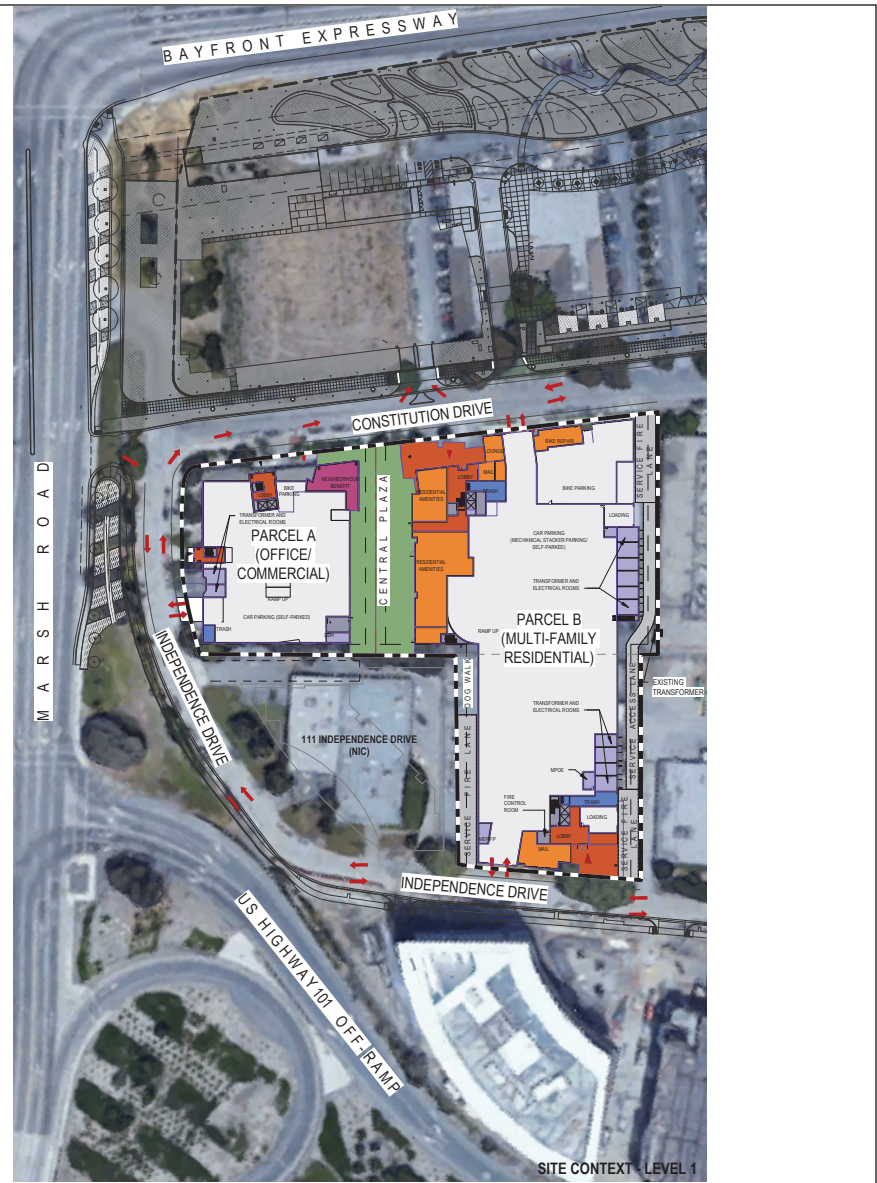 BAYFRONT EXPRESSWAY
MARSH ROAD
CONSTITUTION DRIVE
SERVICE FIRE
LANE
BIKE REPAIR
LOUNGE
LOBBY
MAIL
TRASH
BIKE PARKING
LOADING
NEIGHBORHOOD
BENEFIT
LOBBY
BIKE
PARKING
RESIDENTIAL
AMENITIES
TRANSFORMER AND
ELECTRICAL ROOMS
PARCEL A
(OFFICE/
COMMERCIAL)
RAMP UP
CAR PARKING (SELF-PARKED)
TRASH
CENTRAL PLAZA
CAR PARKING
(MECHANICAL STACKER PARKING/
SELF-PARKED)
RESIDENTIAL
AMENITIES
TRANSFORMER AND
ELECTRICAL ROOMS
PARCEL B
(MULTI-FAMILY
RESIDENTIAL)
RAMP UP
DOG WALK
SERVICE FIRE LANE
SERVICE ACCESS LANE
EXISTING
TRANSFORMER
TRANSFORMER AND
ELECTRICAL ROOMS
INDEPENDENCE DRIVE
111 INDEPENDENCE DRIVE
(NIC)
MPOE
FIRE
CONTROL
ROOM
TRASH
LOADING
LOBBY
MAIL
SERVICE FIRE
LANE
INDEPENDENCE DRIVE
US HIGHWAY 101 OFF-RAMP
SITE CONTEXT - LEVEL 1